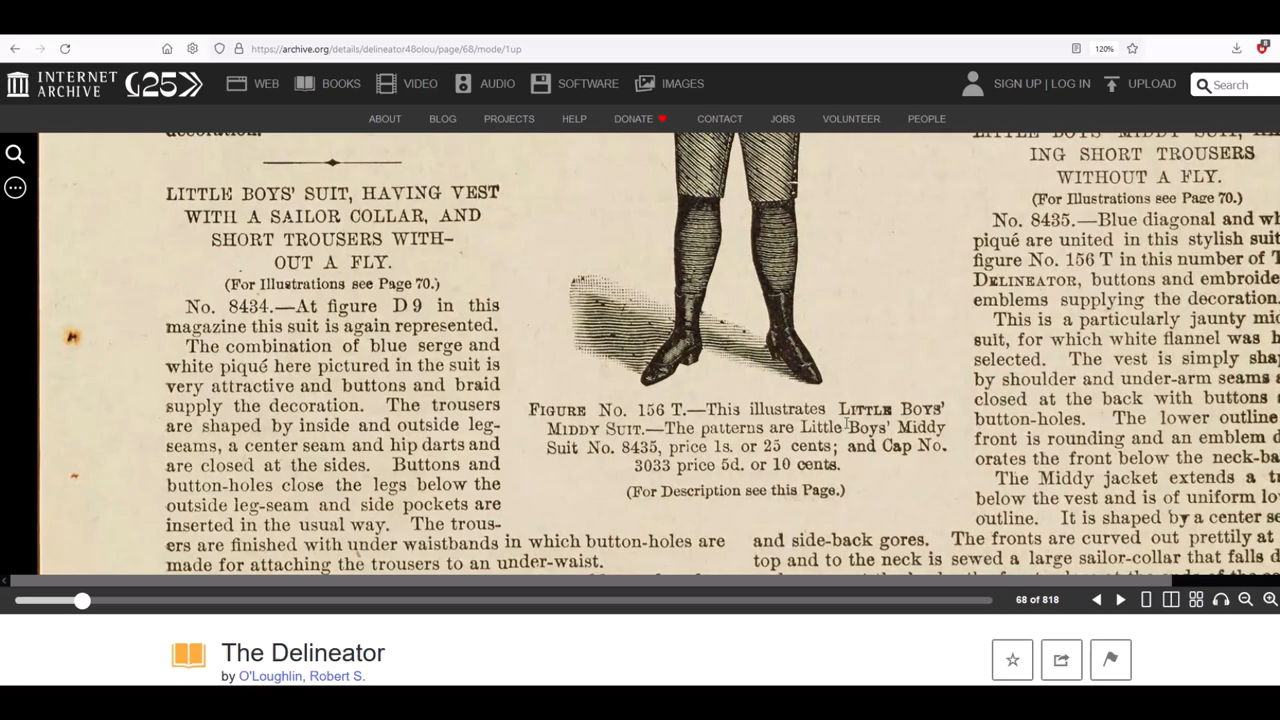 https://archive.org/details/delineator48olou/page/68/mode/1up
120%
8
INTERNET ARCHIVE
25
WEB
BOOKS
VIDEO
AUDIO
SOFTWARE
IMAGES
SIGN UP | LOG IN
UPLOAD
Search
ABOUT
BLOG
PROJECTS
HELP
DONATE
CONTACT
JOBS
VOLUNTEER
PEOPLE
decoration.
LITTLE BOYS' SUIT, HAVING VEST
WITH A SAILOR COLLAR, AND
SHORT TROUSERS WITH-
OUT A FLY.
(For Illustrations see Page 70.)
No. 8434.—At figure D 9 in this
magazine this suit is again represented.
The combination of blue serge and
white piqué here pictured in the suit is
very attractive and buttons and braid
supply the decoration. The trousers
are shaped by inside and outside leg-
seams, a center seam and hip darts and
are closed at the sides. Buttons and
button-holes close the legs below the
outside leg-seam and side pockets are
inserted in the usual way. The trous-
ers are finished with under waistbands in which button-holes are
made for attaching the trousers to an under-waist.
FIGURE No. 156 T.—This illustrates LITTLE BOYS'
MIDDY SUIT.—The patterns are Little Boys' Middy
Suit No. 8435, price 1s. or 25 cents; and Cap No.
3033 price 5d. or 10 cents.
(For Description see this Page.)
and side-back gores.
top and to the neck is
LITTLE BOYS' MIDDY SUIT,
ING SHORT TROUSERS
WITHOUT A FLY.
(For Illustrations see Page 70.)
No. 8435.—Blue diagonal and
piqué are united in this stylish suit
figure No. 156 T in this number of
DELINEATOR, buttons and
emblems supplying the decoration.
This is a particularly jaunty
suit, for which white flannel was
selected. The vest is simply
by shoulder and under-arm seams
closed at the back with buttons
button-holes. The lower outline
front is rounding and an emblem
orates the front below the
The Middy jacket extends a
below the vest and is of uniform
outline. It is shaped by a center
The fronts are curved out prettily at
sewed a large sailor-collar that falls
68 of 818
The Delineator
by O'Loughlin, Robert S.